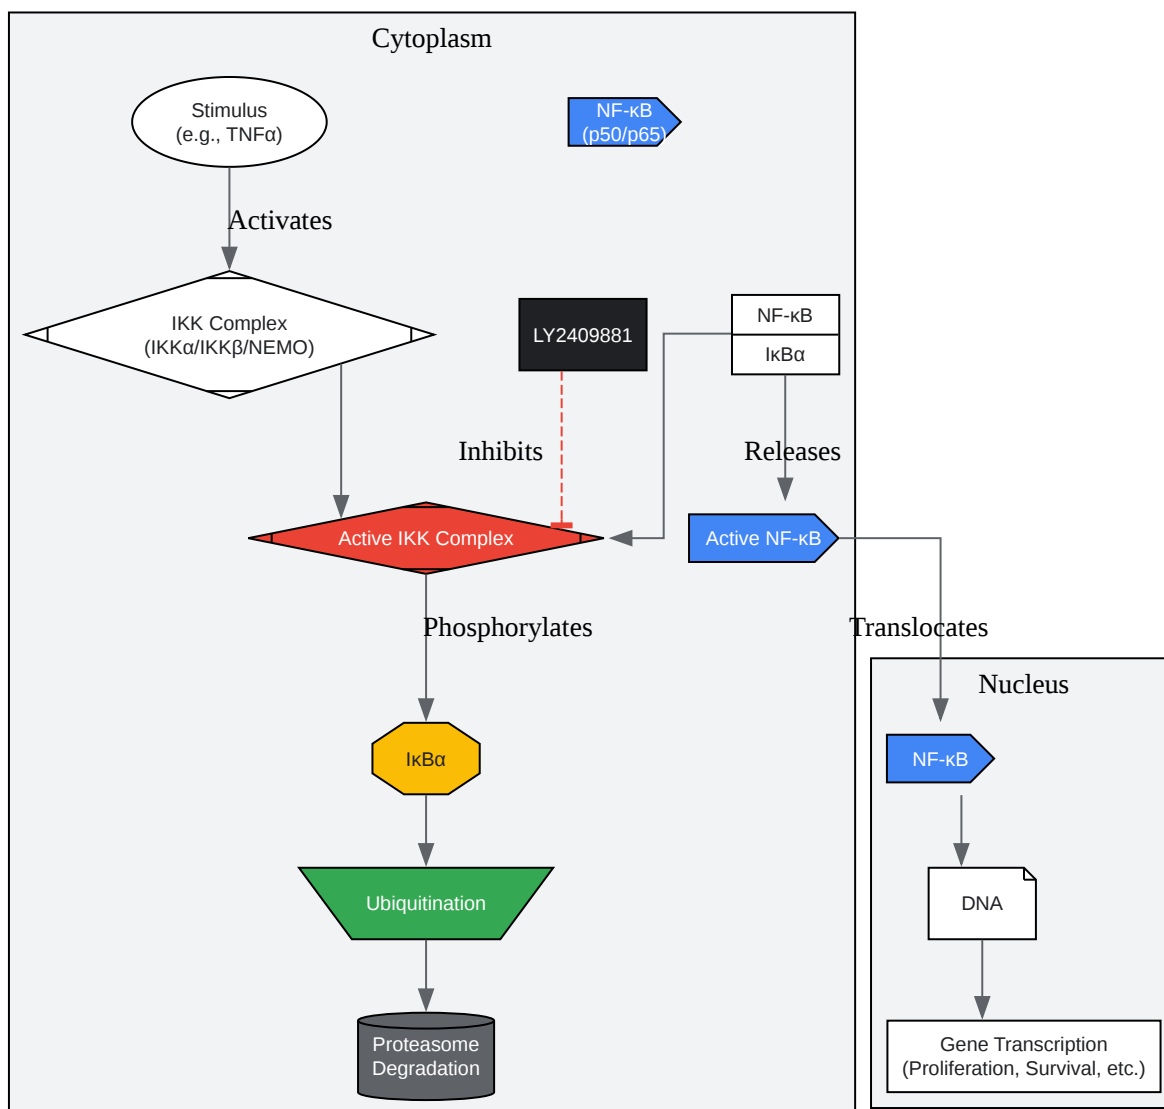 Cytoplasm
Stimulus
(e.g., TNFα)
NF-κB
(p50/p65)
Activates
IKK Complex
(IKKα/IKKβ/NEMO)
LY2409881
NF-κB
IκBα
Inhibits
Releases
Active IKK Complex
Active NF-κB
Phosphorylates
Translocates
Nucleus
IκBα
NF-κB
Ubiquitination
DNA
Proteasome
Degradation
Gene Transcription
(Proliferation, Survival, etc.)